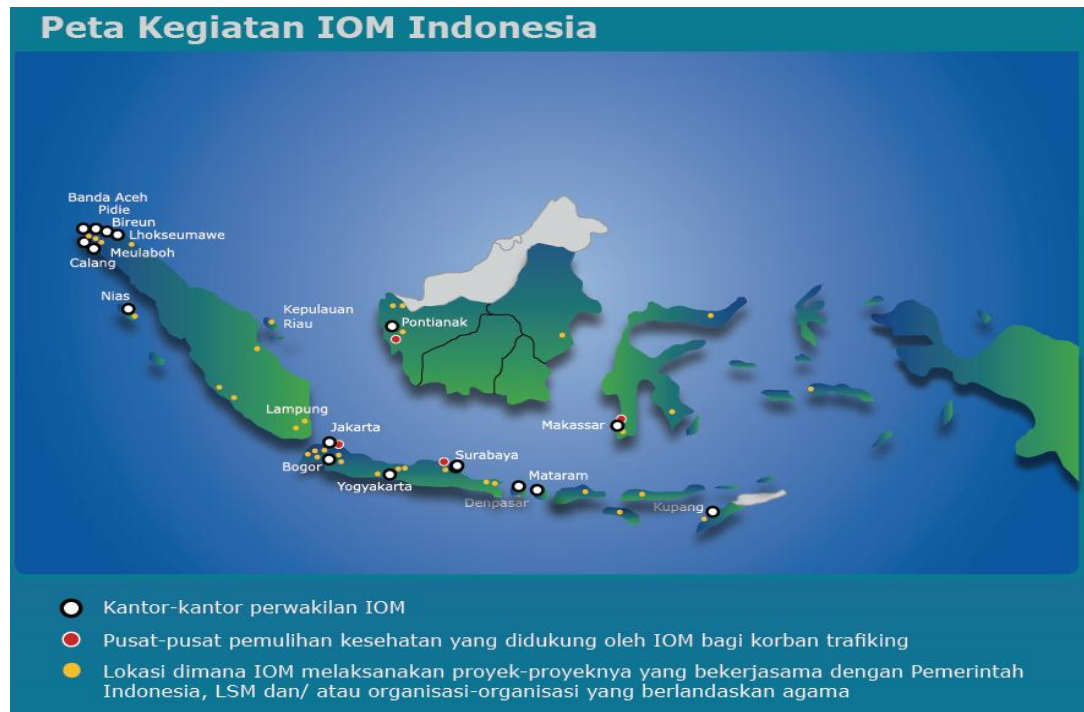 Peta Kegiatan IOM Indonesia
Banda Aceh
Pidie
Bireun
Lhokseumawe
Meulaboh
Calang
Nias
Kepulauan
Riau
Pontianak
Lampung
Jakarta
Makassar
Bogor
Surabaya
Yogyakarta
Mataram
Denpasar
Kupang
Kantor-kantor perwakilan IOM
Pusat-pusat pemulihan kesehatan yang didukung oleh IOM bagi korban trafiking
Lokasi dimana IOM melaksanakan proyek-proyeknya yang bekerjasama dengan Pemerintah
Indonesia, LSM dan/ atau organisasi-organisasi yang berlandaskan agama